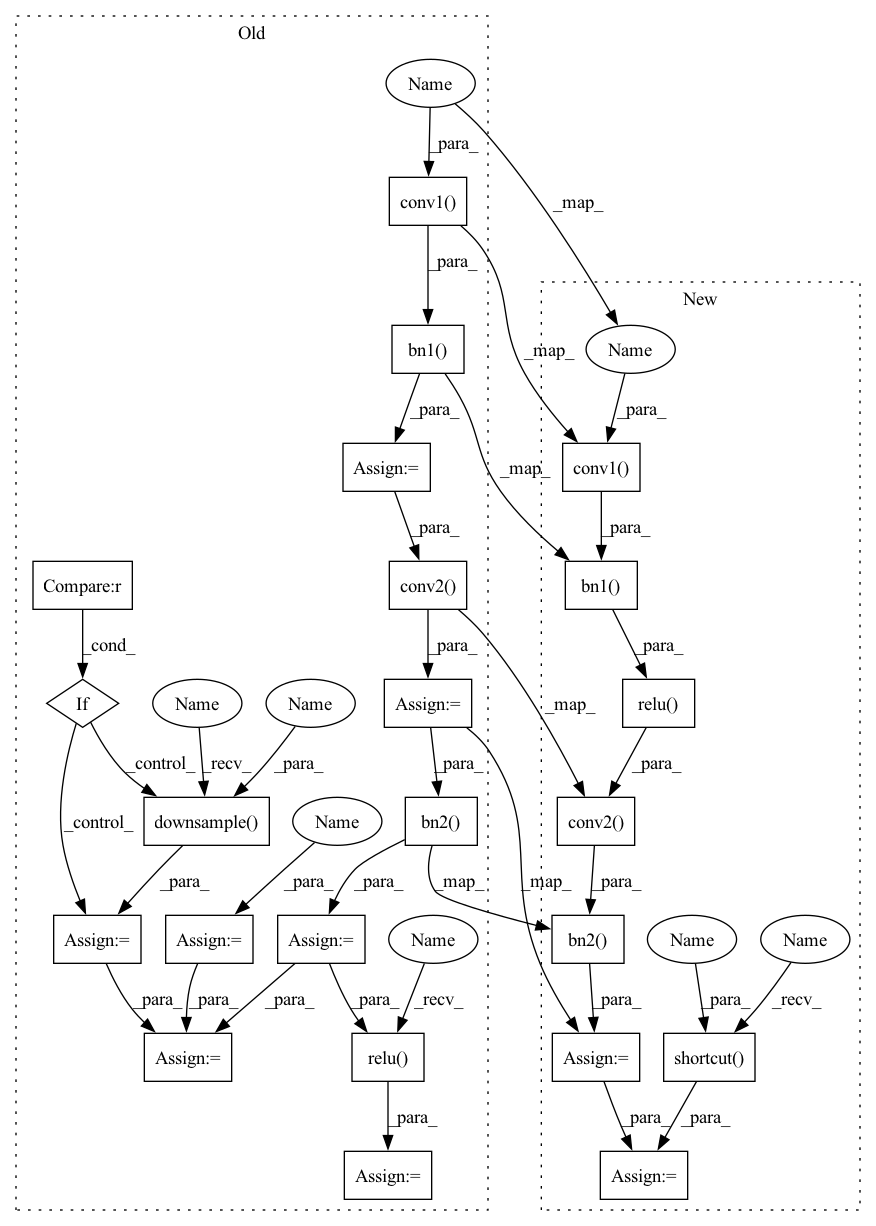 Old
Name
_para_
conv1()
_map_
_para_
New
bn1()
Name
_map_
_para_
_para_
Assign:=
conv1()
_map_
_para_
_para_
Compare:r
conv2()
bn1()
_cond_
_para_
_para_
If
Name
Name
Assign:=
_map_
relu()
_control_
_recv_
_para_
_para_
_para_
_control_
downsample()
Name
bn2()
conv2()
_para_
_para_
_para_
_map_
_map_
_para_
Assign:=
Assign:=
Assign:=
Name
bn2()
Name
Name
_para_
_para_
_para_
_para_
_recv_
_para_
_para_
_recv_
Assign:=
relu()
Assign:=
shortcut()
_para_
_para_
_para_
Assign:=
Assign:=